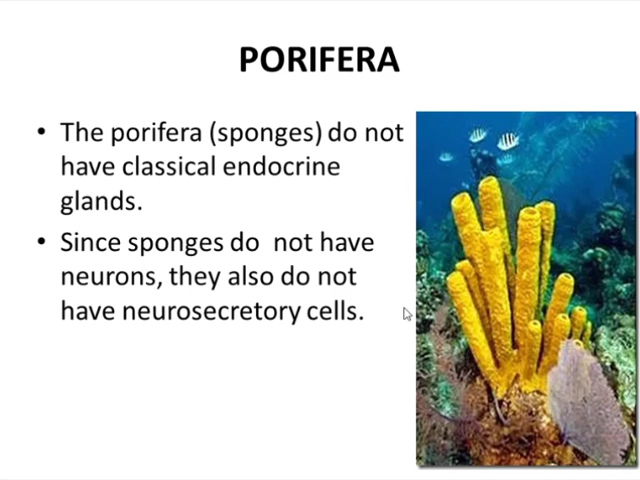 PORIFERA
• The porifera (sponges) do not
have classical endocrine
glands.
• Since sponges do  not have
neurons, they also do not
have neurosecretory cells.